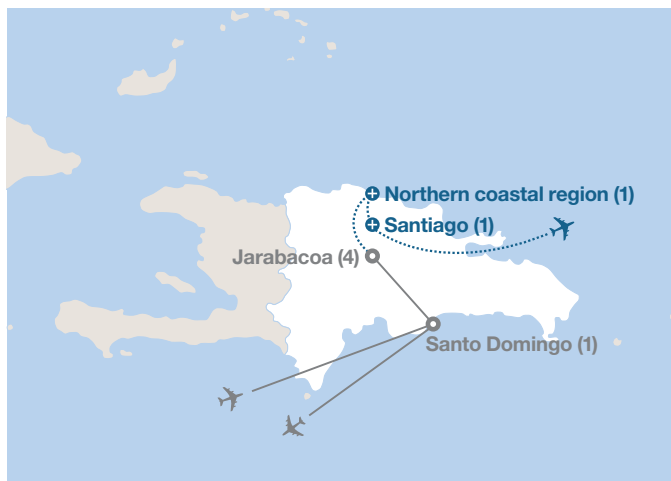 Northern coastal region (1)
Santiago (1)
Jarabacoa (4)
Santo Domingo (1)